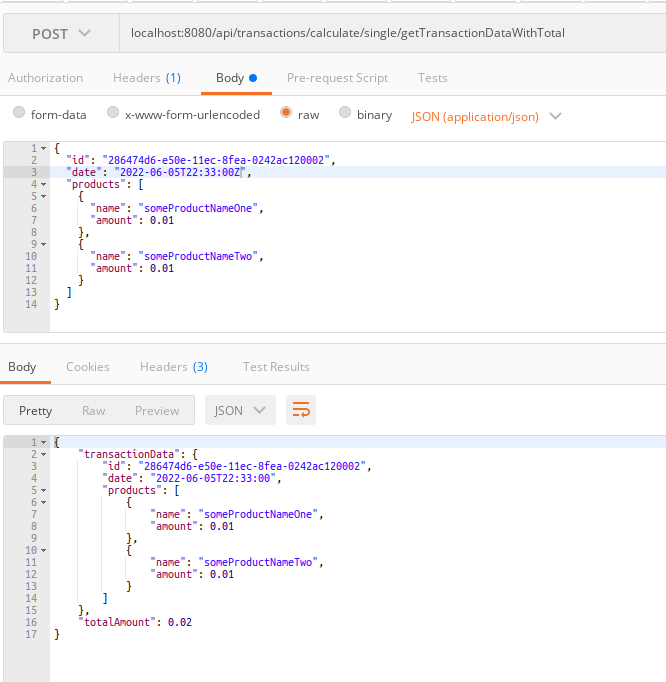 POST localhost:8080/api/transactions/calculate/single/getTransactionDataWithTotal
Authorization Headers (1) Body Pre-request Script Tests
form-data x-www-form-urlencoded raw binary JSON (application/json)
1 {
2 "id": "286474d6-e50e-11ec-8fea-0242ac120002",
3 "date": "2022-06-05T22:33:00Z",
4 "products": [
5 {
6 "name": "someProductNameOne",
7 "amount": 0.01
8 },
9 {
10 "name": "someProductNameTwo",
11 "amount": 0.01
12 }
13 ]
14 }
Body Cookies Headers (3) Test Results
Pretty Raw Preview JSON
1 {
2 "transactionData": {
3 "id": "286474d6-e50e-11ec-8fea-0242ac120002",
4 "date": "2022-06-05T22:33:00",
5 "products": [
6 {
7 "name": "someProductNameOne",
8 "amount": 0.01
9 },
10 {
11 "name": "someProductNameTwo",
12 "amount": 0.01
13 }
14 ]
15 },
16 "totalAmount": 0.02
17 }